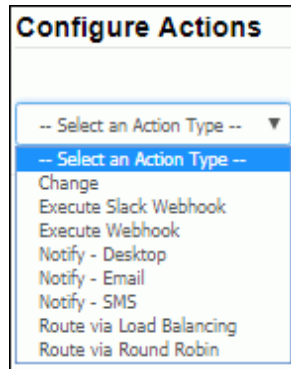 Configure Actions
-- Select an Action Type --
-- Select an Action Type --
Change
Execute Slack Webhook
Execute Webhook
Notify - Desktop
Notify - Email
Notify - SMS
Route via Load Balancing
Route via Round Robin